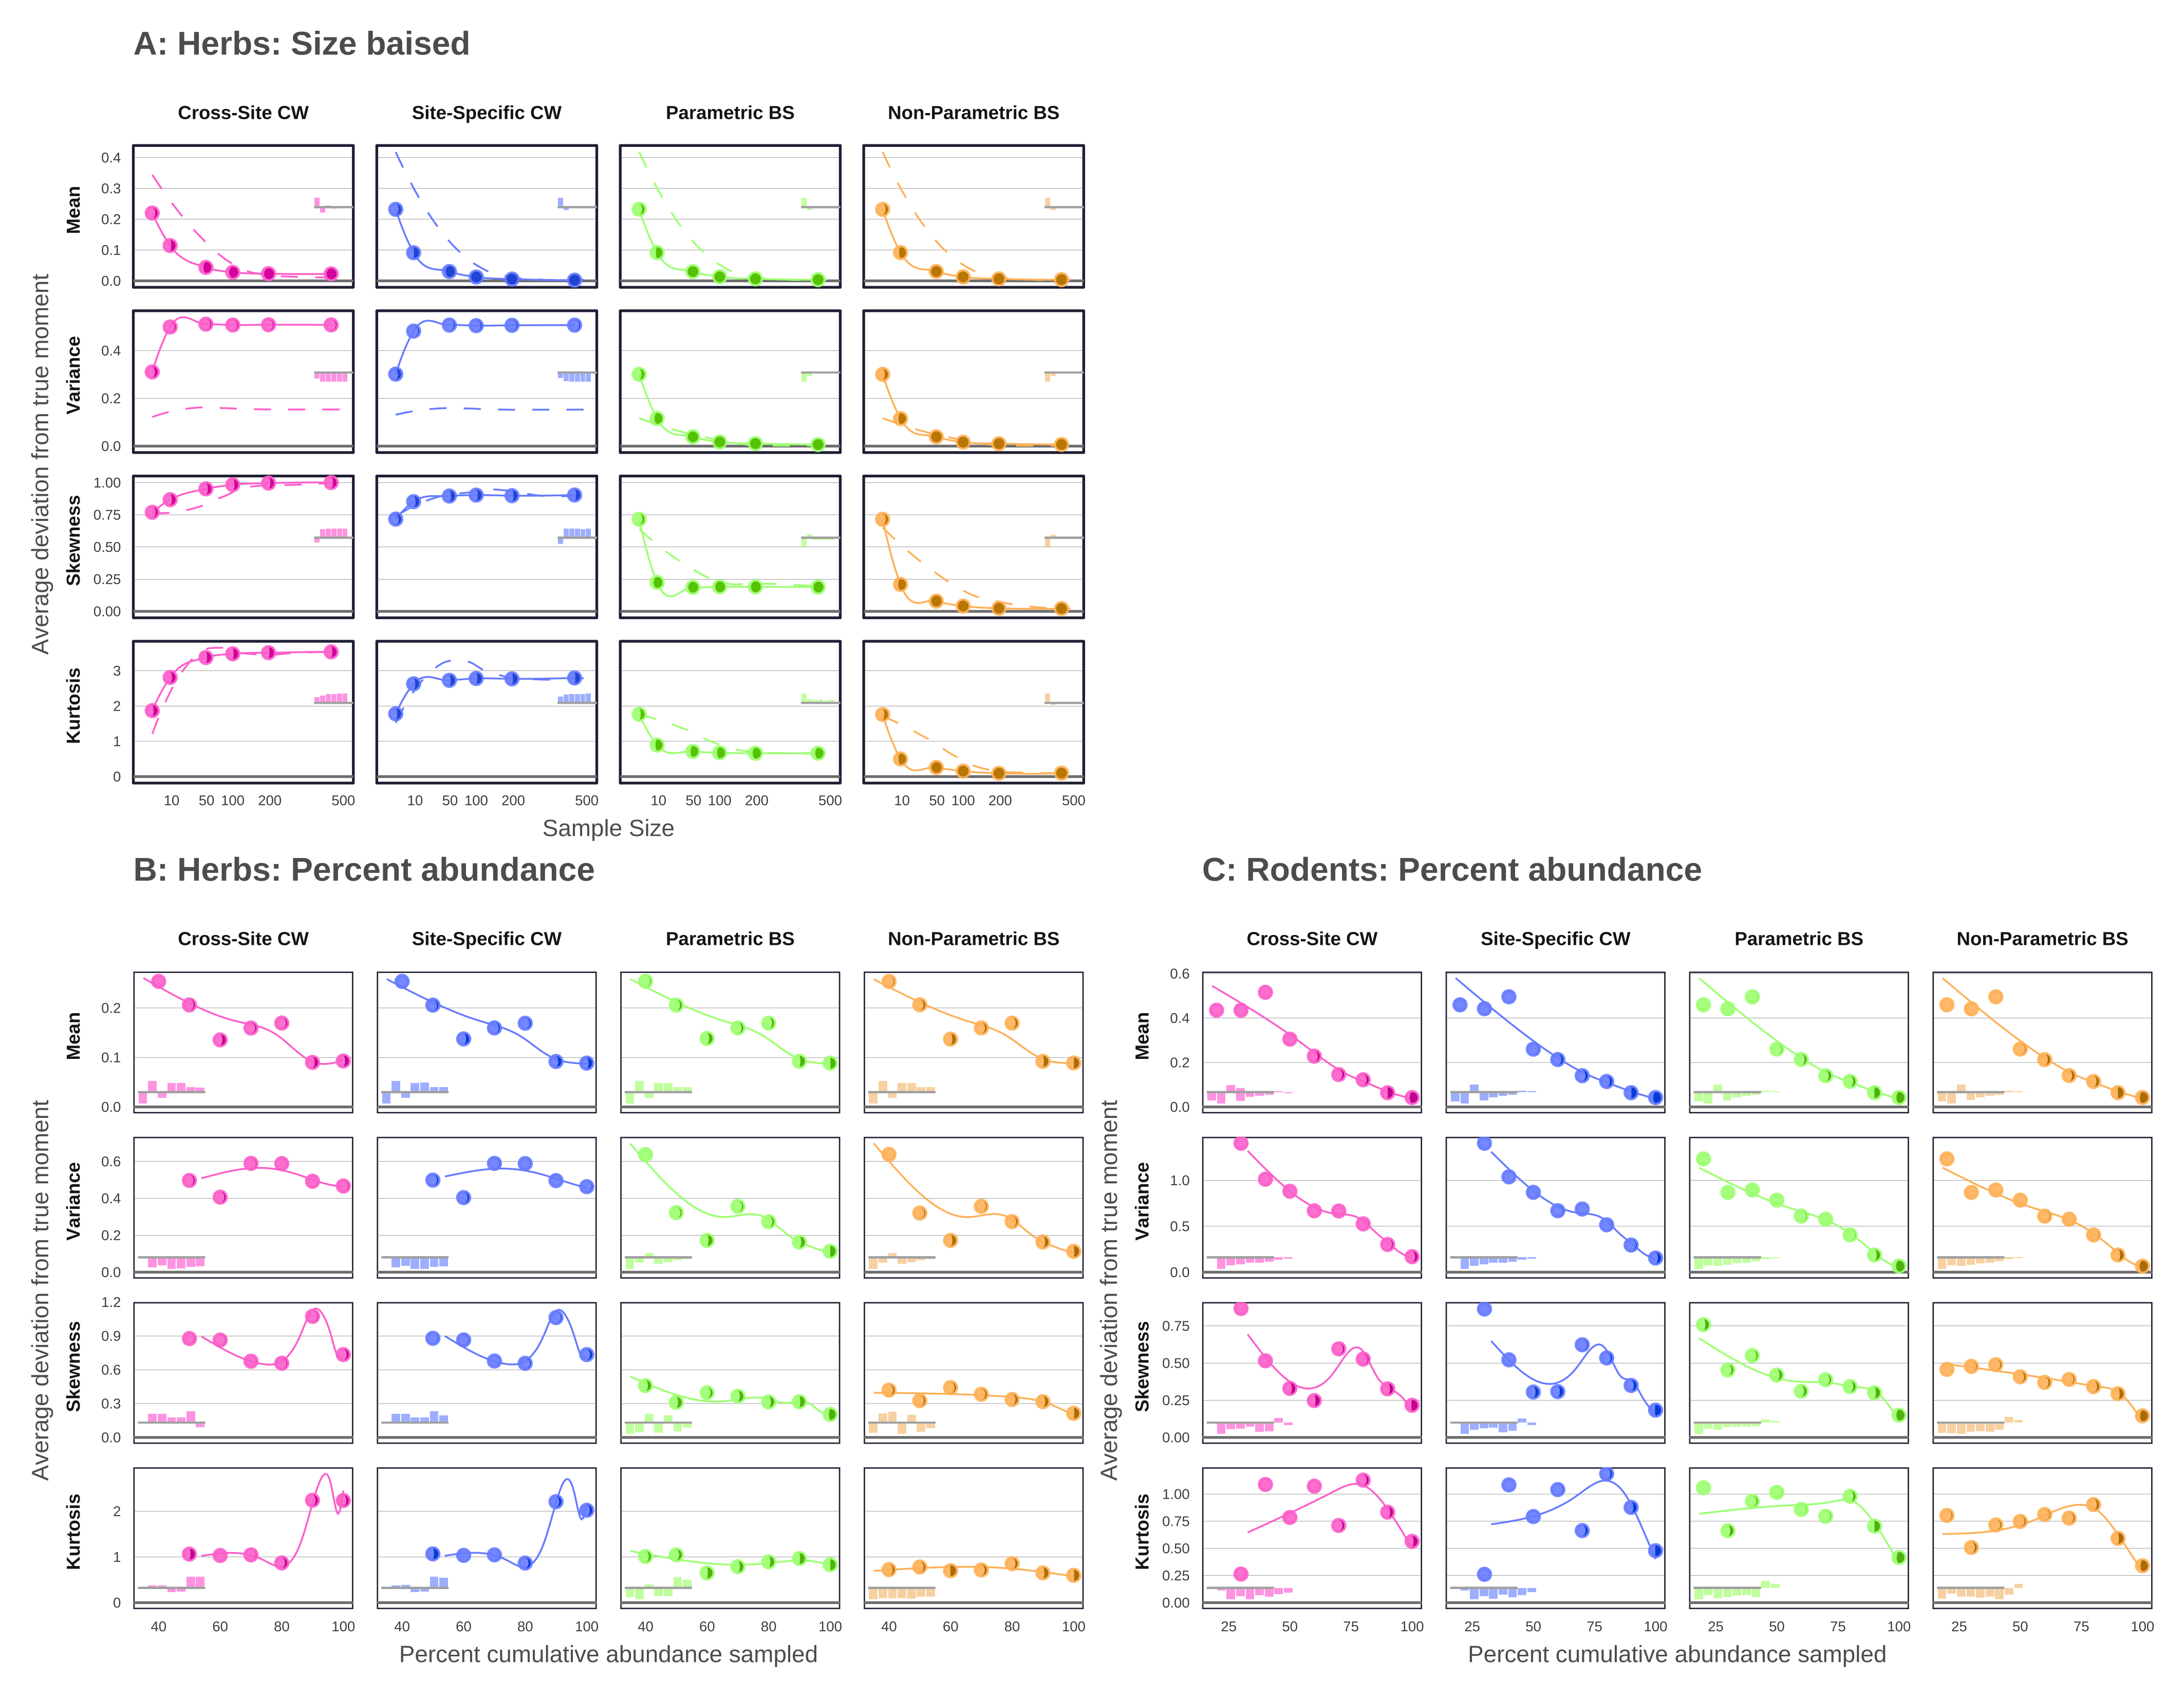 A: Herbs: Size baised
Cross-Site CW Site-Specific CW Parametric BS Non-Parametric BS
Average deviation from true moment
Mean
0.4
0.3
0.2
0.1
0.0
Variance
0.4
0.2
0.0
Skewness
1.00
0.75
0.50
0.25
0.00
Kurtosis
3
2
1
0
10 50 100 200 500 10 50 100 200 500 10 50 100 200 500 10 50 100 200 500
Sample Size
B: Herbs: Percent abundance
Cross-Site CW Site-Specific CW Parametric BS Non-Parametric BS
Average deviation from true moment
Mean
0.2
0.1
0.0
Variance
0.6
0.4
0.2
0.0
Skewness
1.2
0.9
0.6
0.3
0.0
Kurtosis
2
1
0
40 60 80 100 40 60 80 100 40 60 80 100 40 60 80 100
Percent cumulative abundance sampled
C: Rodents: Percent abundance
Cross-Site CW Site-Specific CW Parametric BS Non-Parametric BS
Average deviation from true moment
Mean
0.6
0.4
0.2
0.0
Variance
1.0
0.5
0.0
Skewness
0.75
0.50
0.25
0.00
Kurtosis
1.00
0.75
0.50
0.25
0.00
25 50 75 100 25 50 75 100 25 50 75 100 25 50 75 100
Percent cumulative abundance sampled